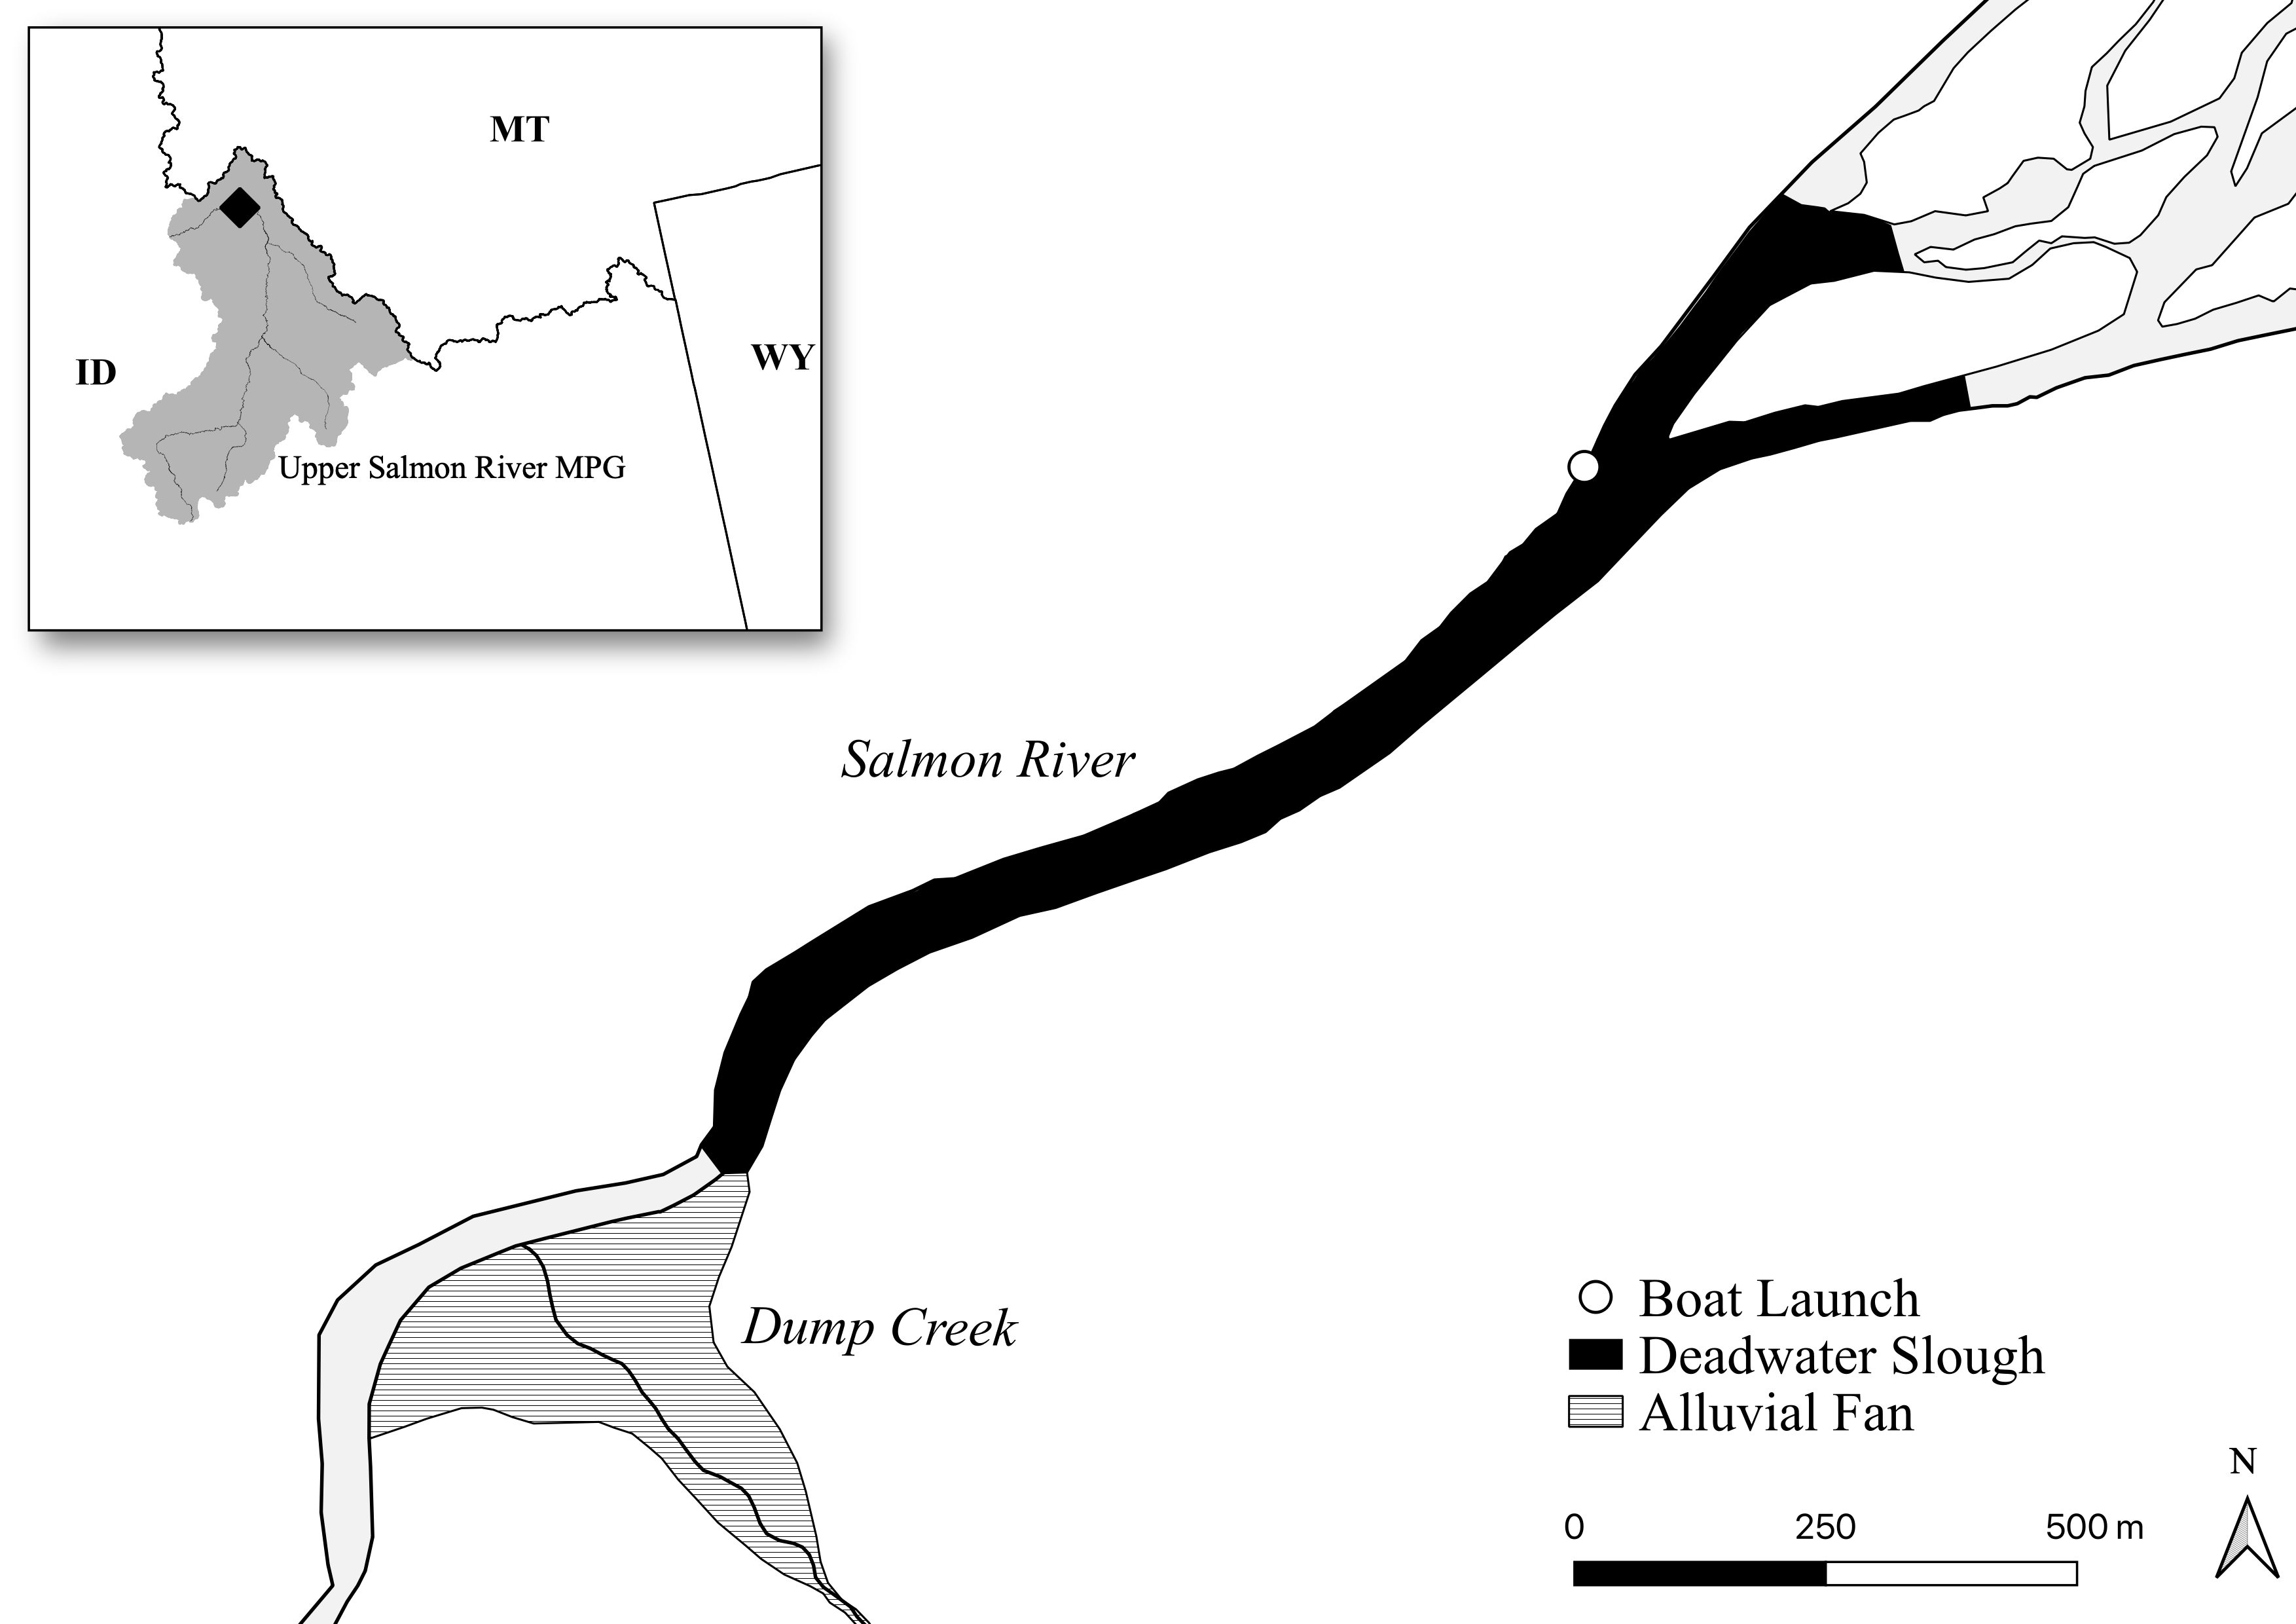 MT
ID
WY
Upper Salmon River MPG
Salmon River
Dump Creek
Boat Launch
Deadwater Slough
Alluvial Fan
N
0 250 500 m